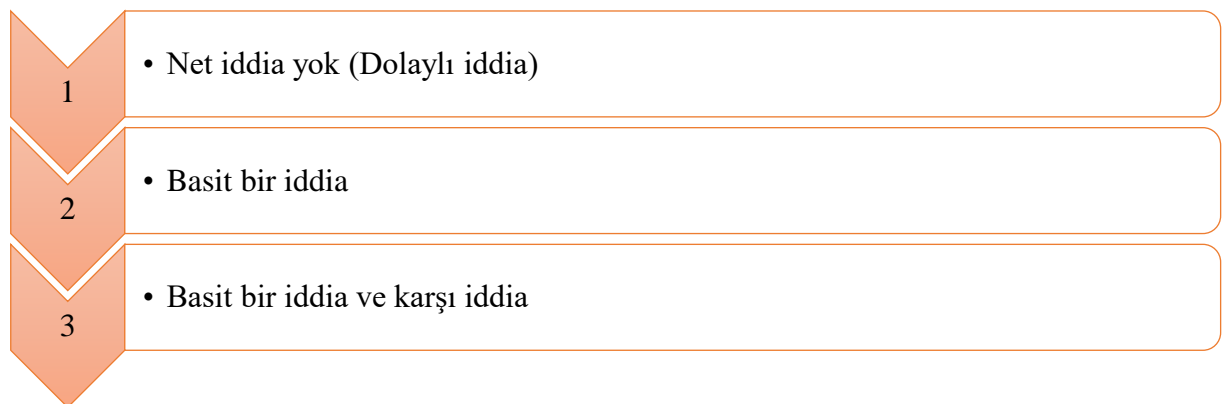 1
• Net iddia yok (Dolaylı iddia)
2
• Basit bir iddia
3
• Basit bir iddia ve karşı iddia